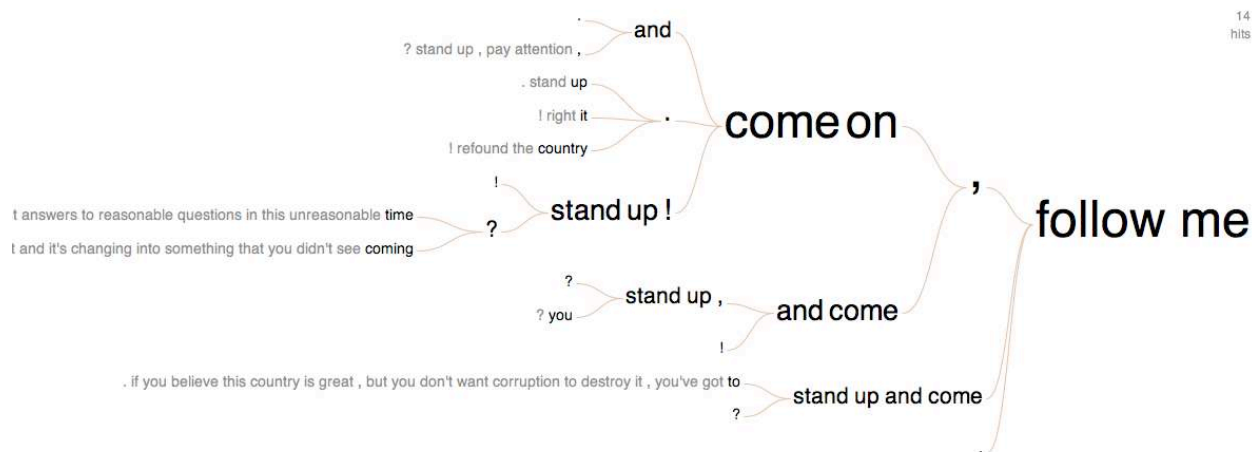 14
hits
.
and
? stand up , pay attention ,
. stand up
! right it
.
! refound the country
come on
,
follow me
!
stand up !
t answers to reasonable questions in this unreasonable time
?
t and it's changing into something that you didn't see coming
?
stand up ,
? you
and come
!
. if you believe this country is great , but you don't want corruption to destroy it , you've got to
stand up and come
?